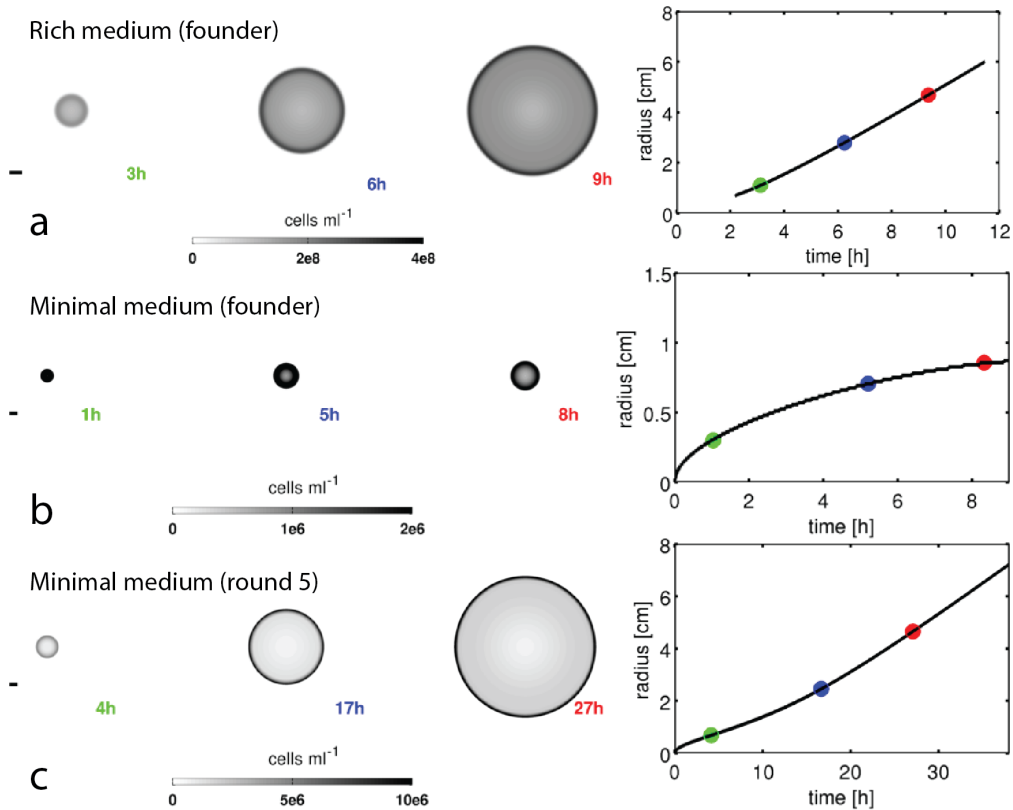 Rich medium (founder)
3h
6h
9h
a
cells ml-1
0 2e8 4e8
radius [cm]
8
6
4
2
0
0 2 4 6 8 10 12
time [h]
Minimal medium (founder)
1h
5h
8h
b
cells ml-1
0 1e6 2e6
radius [cm]
1.5
1
0.5
0
0 2 4 6 8
time [h]
Minimal medium (round 5)
4h
17h
27h
c
cells ml-1
0 5e6 10e6
radius [cm]
8
6
4
2
0
0 10 20 30
time [h]